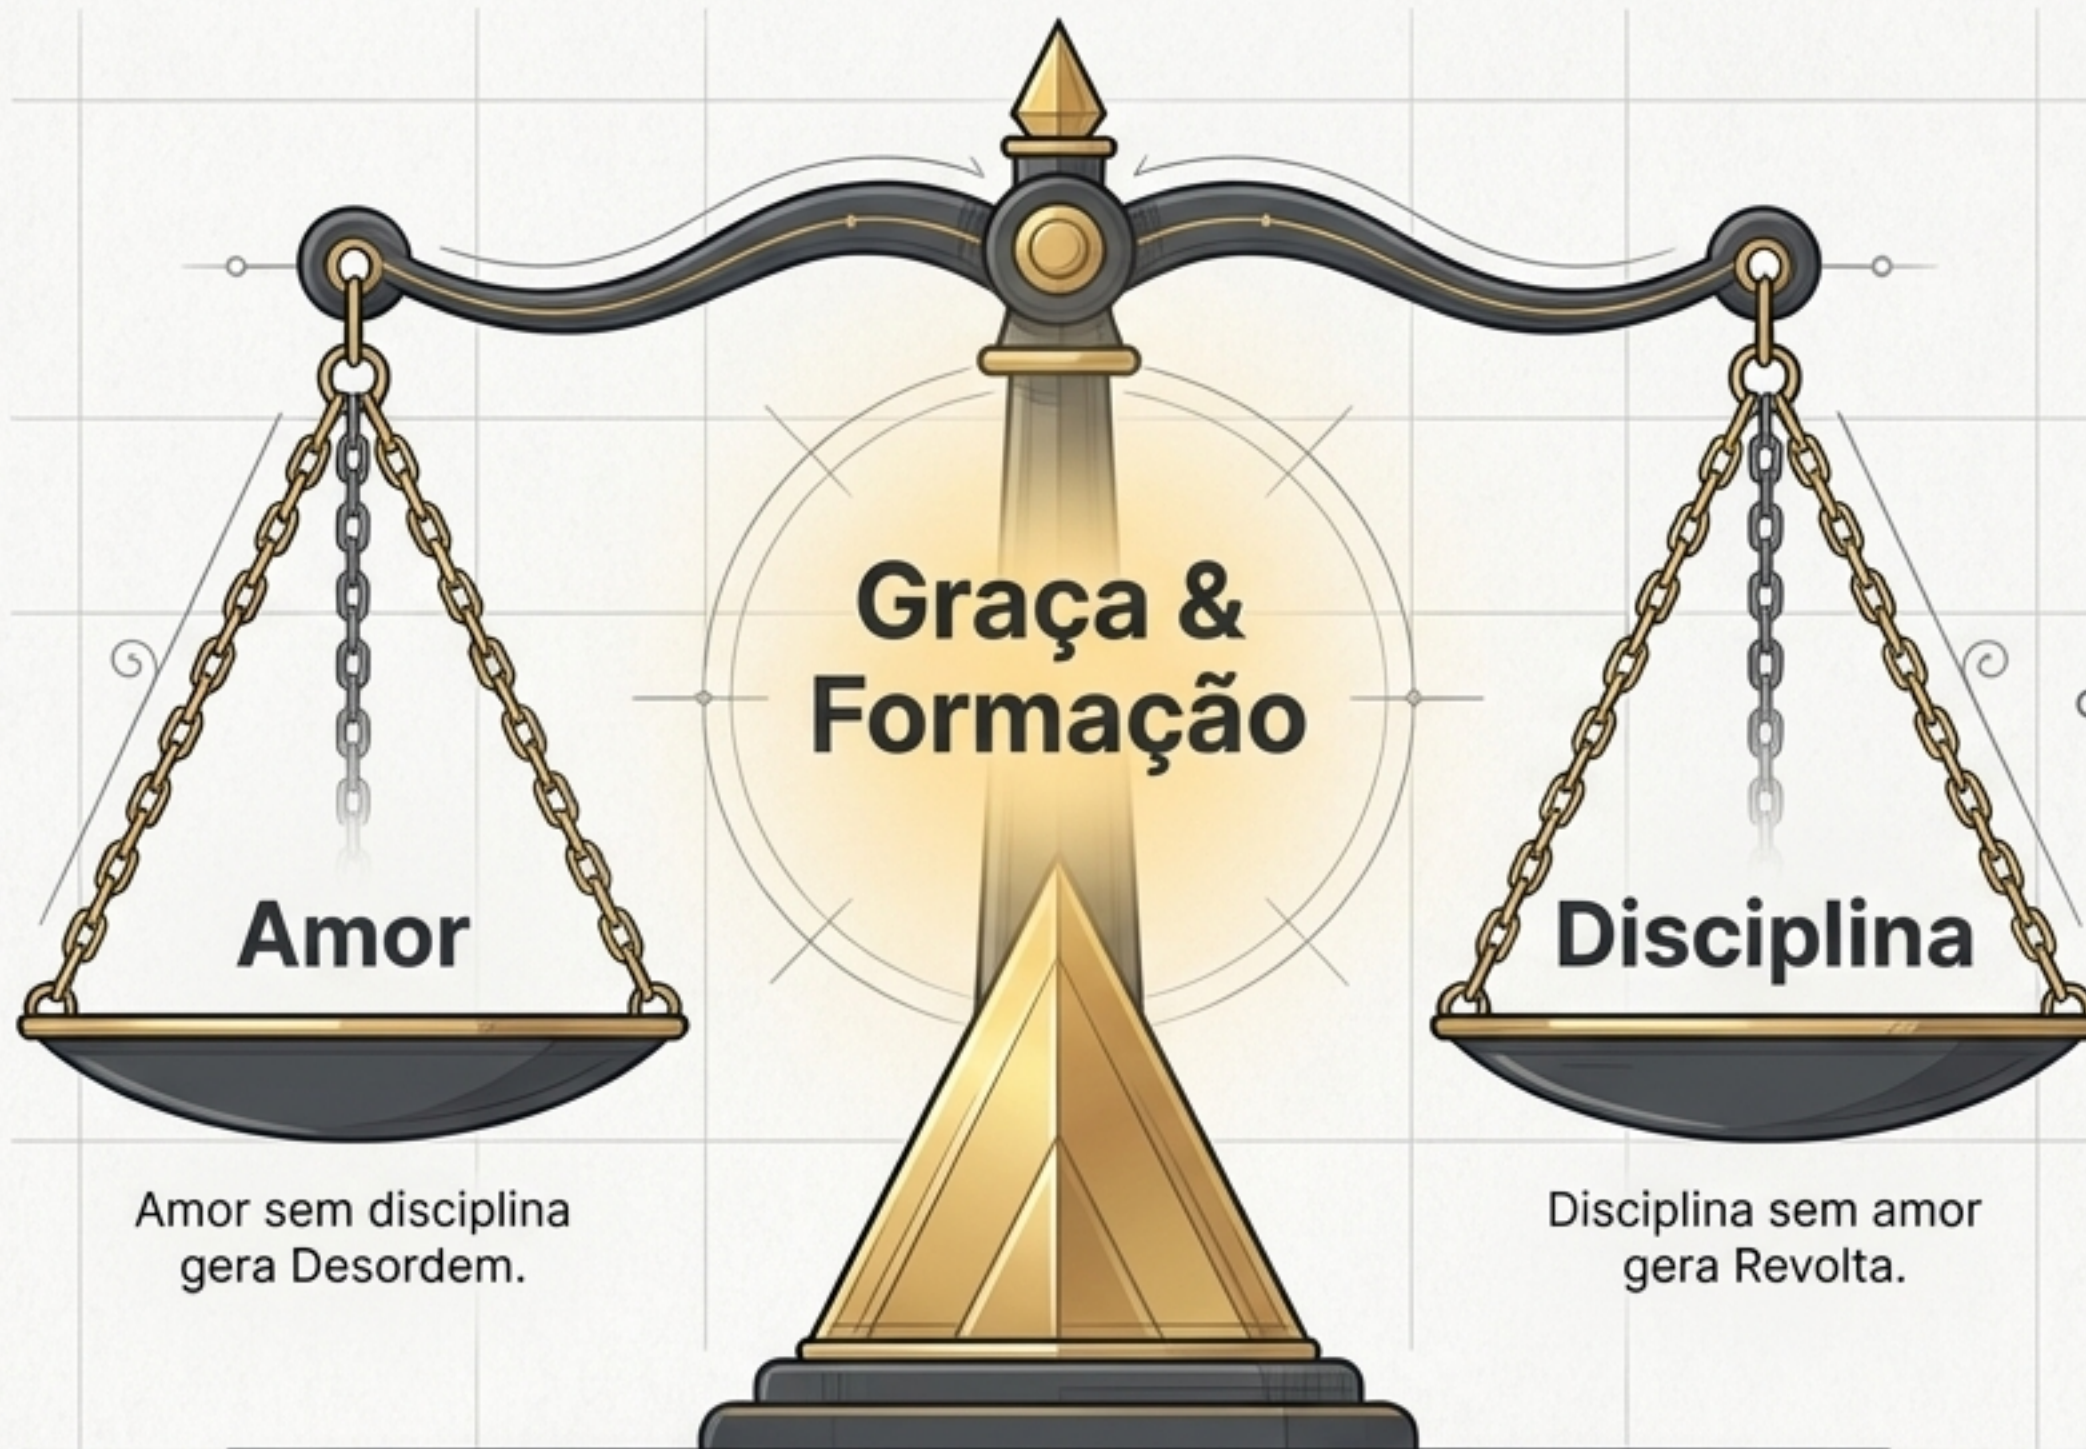 Graça &
Formação
Amor
Disciplina
Amor sem disciplina
gera Desordem.
Disciplina sem amor
gera Revolta.